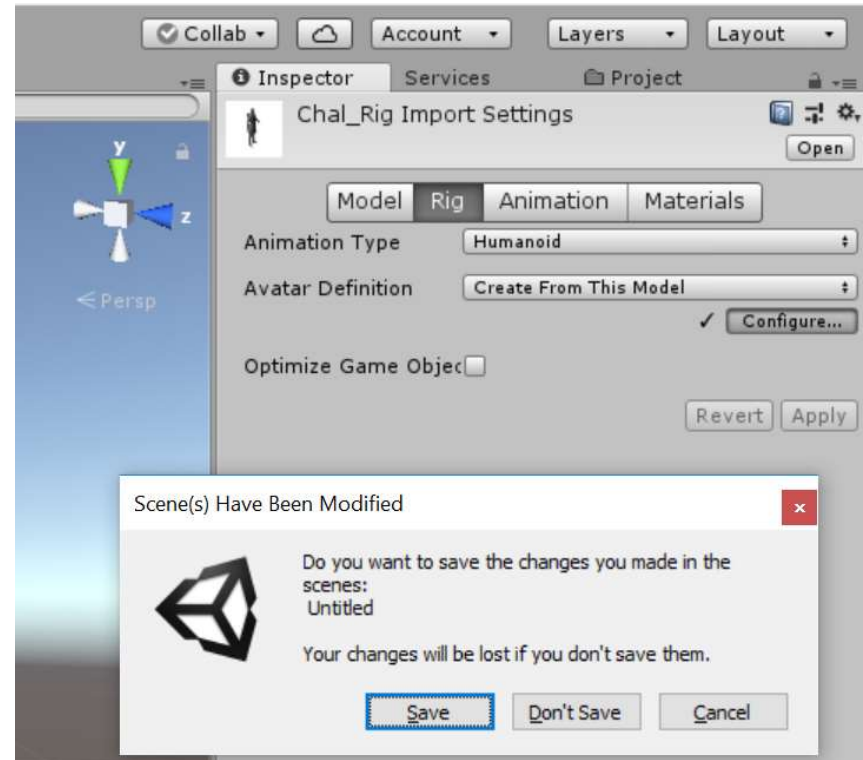 Collab Account Layers Layout
Inspector Services Project
Chal_Rig Import Settings
Open
y
z
Persp
Model Rig Animation Materials
Animation Type Humanoid
Avatar Definition Create From This Model
✓ Configure...
Optimize Game Objec
Revert Apply
Scene(s) Have Been Modified
x
Do you want to save the changes you made in the
scenes:
Untitled
Your changes will be lost if you don't save them.
Save Don't Save Cancel